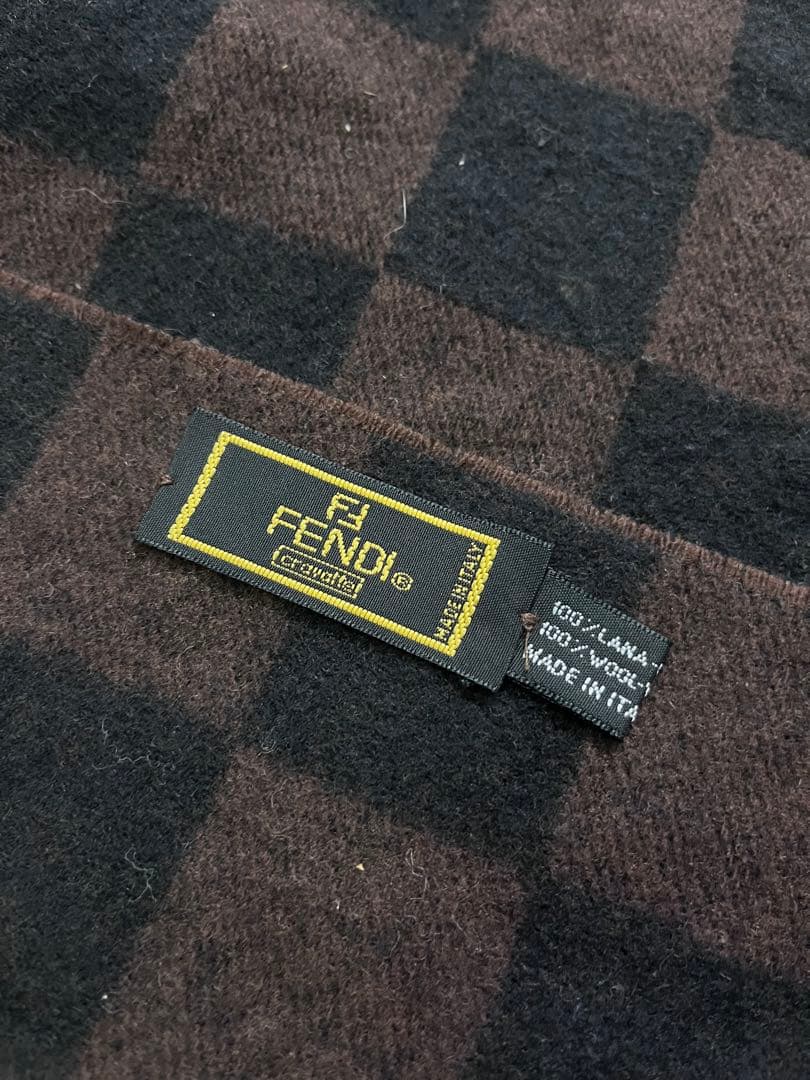 FF
FENDI®
cravatte
MADE IN ITALY
100%LANA-
100%WOOL-
MADE IN ITA